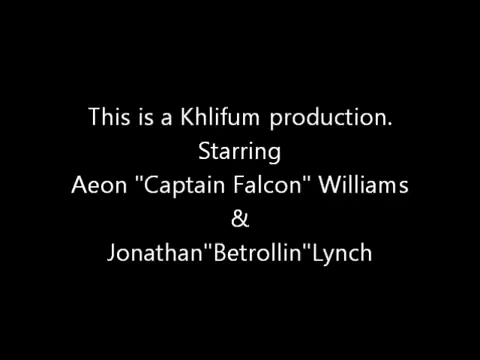 This is a Khlifum production.
Starring
Aeon "Captain Falcon" Williams
&
Jonathan"Betrollin"Lynch